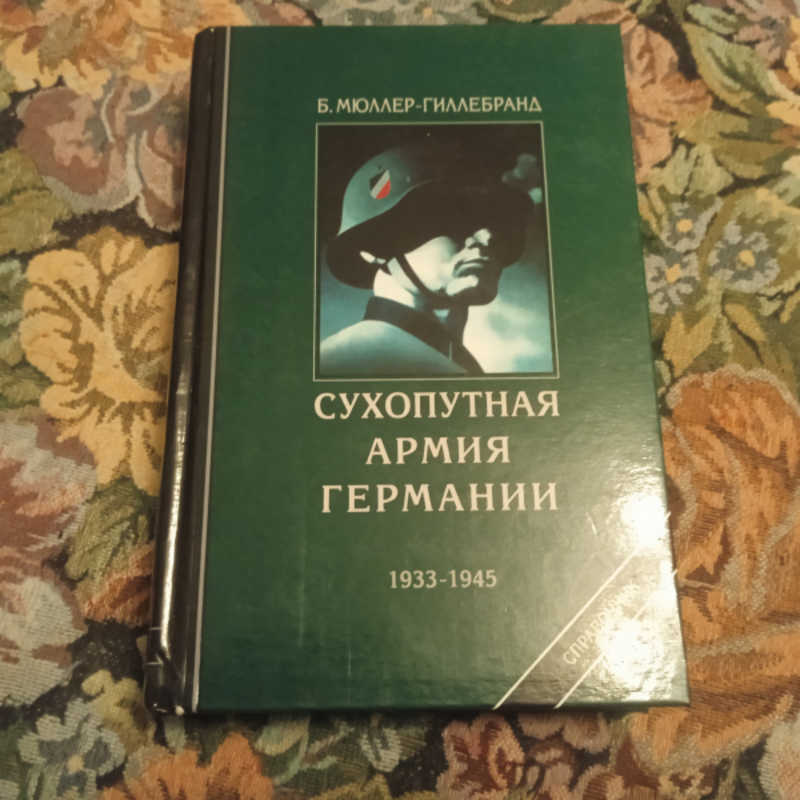 Б. МЮЛЛЕР-ГИЛЛЕБРАНД
СУХОПУТНАЯ
АРМИЯ
ГЕРМАНИИ
1933-1945